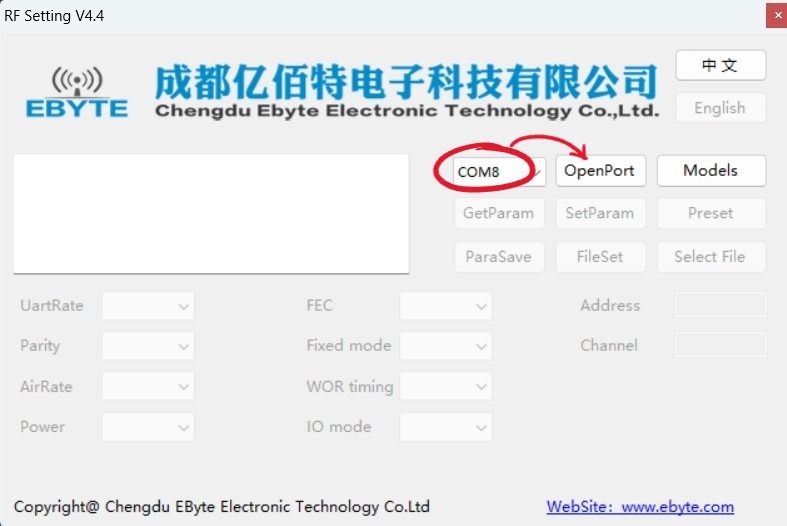 RF Setting V4.4
EBYTE
成都亿佰特电子科技有限公司
Chengdu Ebyte Electronic Technology Co.,Ltd.
中文
English
COM8 OpenPort Models
GetParam SetParam Preset
ParaSave FileSet Select File
UartRate FEC Address
Parity Fixed mode Channel
AirRate WOR timing
Power IO mode
Copyright@ Chengdu EByte Electronic Technology Co.Ltd WebSite：www.ebyte.com